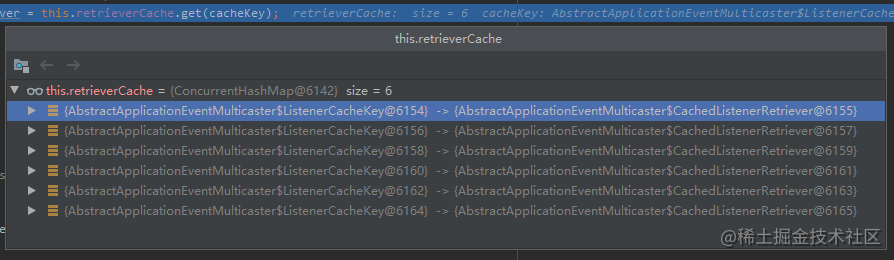 ver = this.retrieverCache.get(cacheKey); retrieverCache: size = 6 cacheKey: AbstractApplicationEventMulticaster$ListenerCache
this.retrieverCache
this.retrieverCache = {ConcurrentHashMap@6142} size = 6
{AbstractApplicationEventMulticaster$ListenerCacheKey@6154} -> {AbstractApplicationEventMulticaster$CachedListenerRetriever@6155}
{AbstractApplicationEventMulticaster$ListenerCacheKey@6156} -> {AbstractApplicationEventMulticaster$CachedListenerRetriever@6157}
{AbstractApplicationEventMulticaster$ListenerCacheKey@6158} -> {AbstractApplicationEventMulticaster$CachedListenerRetriever@6159}
{AbstractApplicationEventMulticaster$ListenerCacheKey@6160} -> {AbstractApplicationEventMulticaster$CachedListenerRetriever@6161}
{AbstractApplicationEventMulticaster$ListenerCacheKey@6162} -> {AbstractApplicationEventMulticaster$CachedListenerRetriever@6163}
{AbstractApplicationEventMulticaster$ListenerCacheKey@6164} -> {AbstractApplicationEventMulticaster$CachedListenerRetriever@6165}
@稀土掘金技术社区